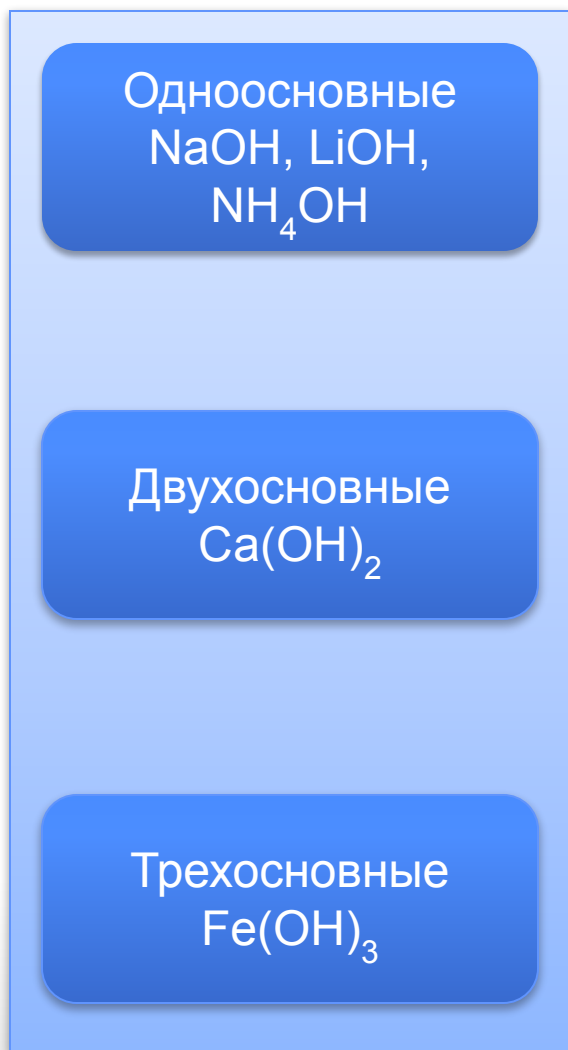 Одноосновные
NaOH, LiOH,
NH₄OH
Двухосновные
Ca(OH)₂
Трехосновные
Fe(OH)₃